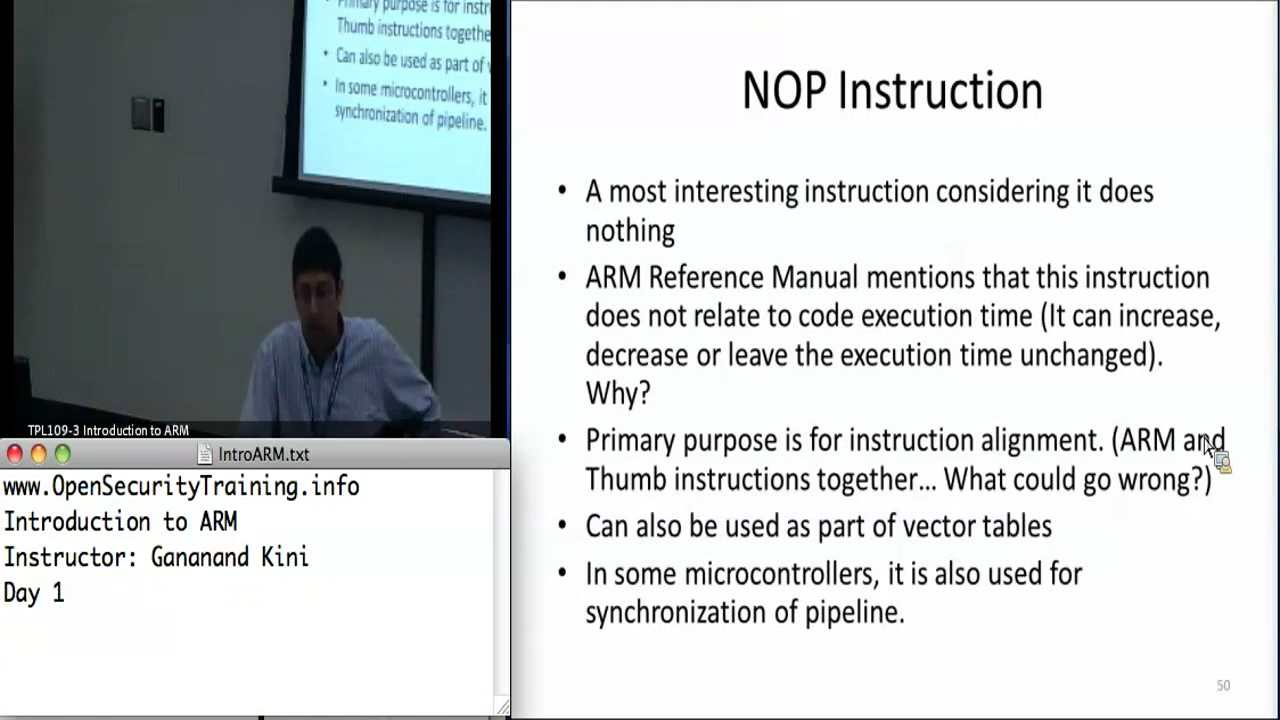 Primary purpose is for instr
Thumb instructions togethe
• Can also be used as part of v
• In some microcontrollers, it
synchronization of pipeline.
TPL109-3 Introduction to ARM
IntroARM.txt
www.OpenSecurityTraining.info
Introduction to ARM
Instructor: Gananand Kini
Day 1
NOP Instruction
• A most interesting instruction considering it does
nothing
• ARM Reference Manual mentions that this instruction
does not relate to code execution time (It can increase,
decrease or leave the execution time unchanged).
Why?
• Primary purpose is for instruction alignment. (ARM and
Thumb instructions together... What could go wrong?)
• Can also be used as part of vector tables
• In some microcontrollers, it is also used for
synchronization of pipeline.
50